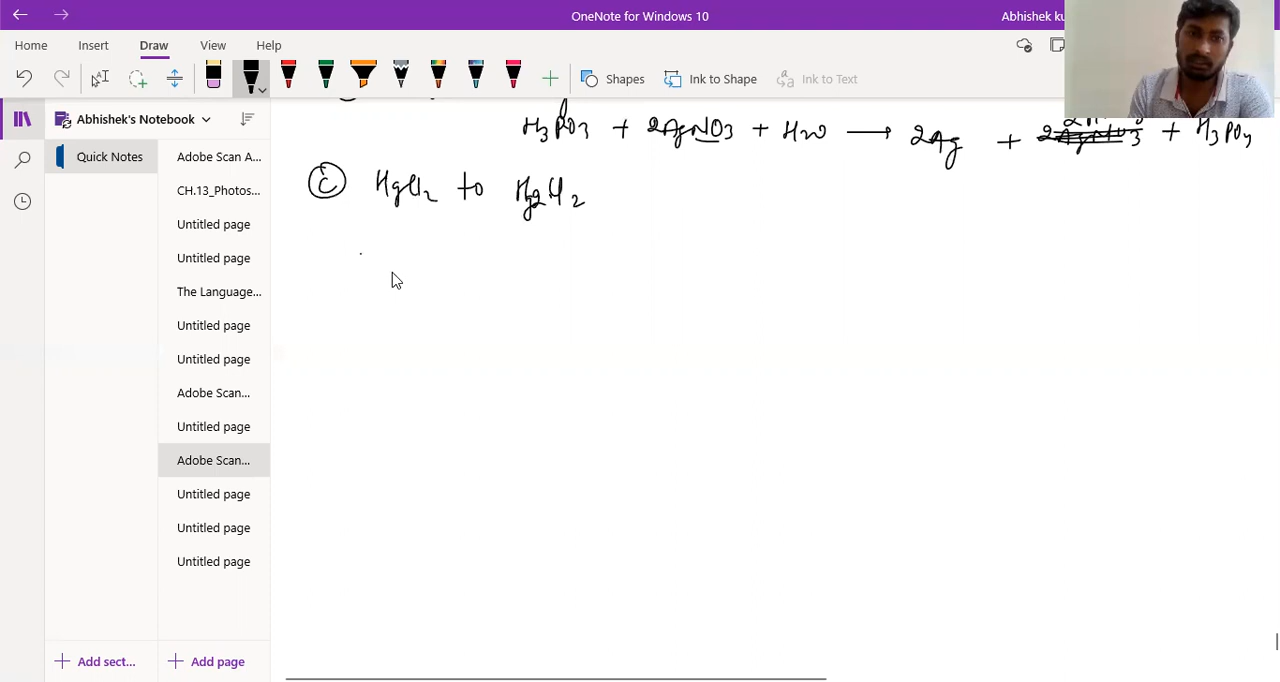 OneNote for Windows 10
Abhishek ku
Home Insert Draw View Help
Shapes Ink to Shape Ink to Text
Abhishek's Notebook
Quick Notes
Adobe Scan A...
CH.13_Photos...
Untitled page
Untitled page
The Language...
Untitled page
Untitled page
Adobe Scan...
Untitled page
Adobe Scan...
Untitled page
Untitled page
Untitled page
Add sect... Add page
H3PO3 + 2AgNO3 + H2O → 2Ag + + H3PO4
C HgCl2 to Hg2Cl2